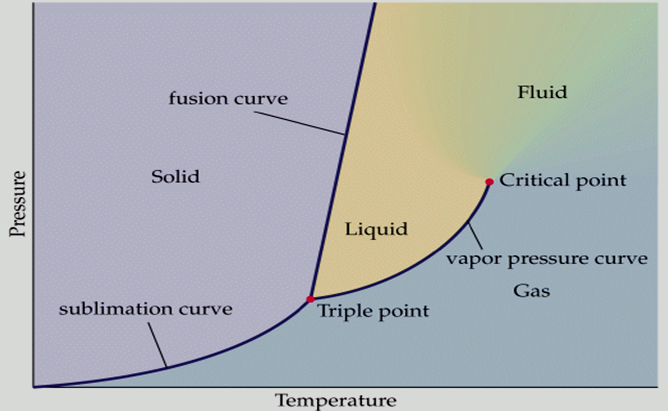 Fluid
fusion curve
Solid
Critical point
Pressure
Liquid
vapor pressure curve
Gas
sublimation curve
Triple point
Temperature